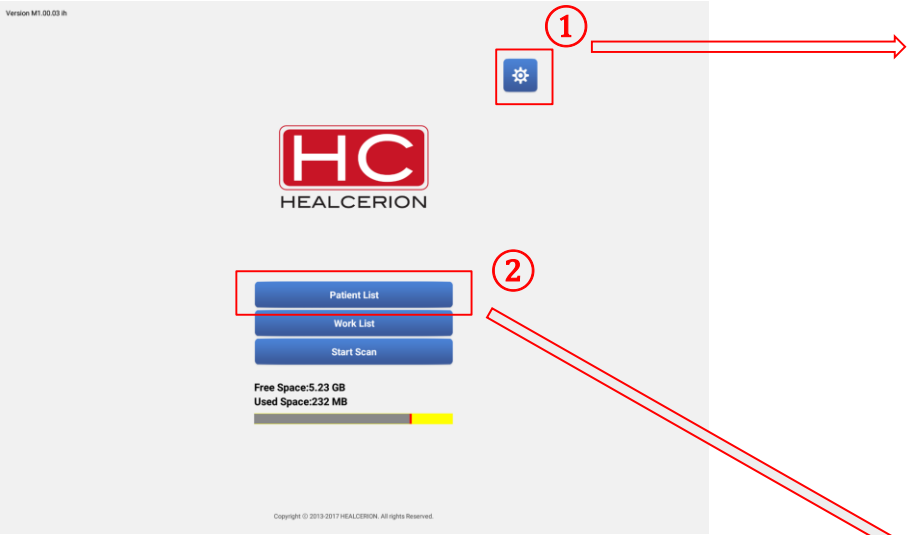 Version M1.00.03 ih
①
HC
HEALCERION
②
Patient List
Work List
Start Scan
Free Space:5.23 GB
Used Space:232 MB
Copyright © 2013-2017 HEALCERION. All rights Reserved.